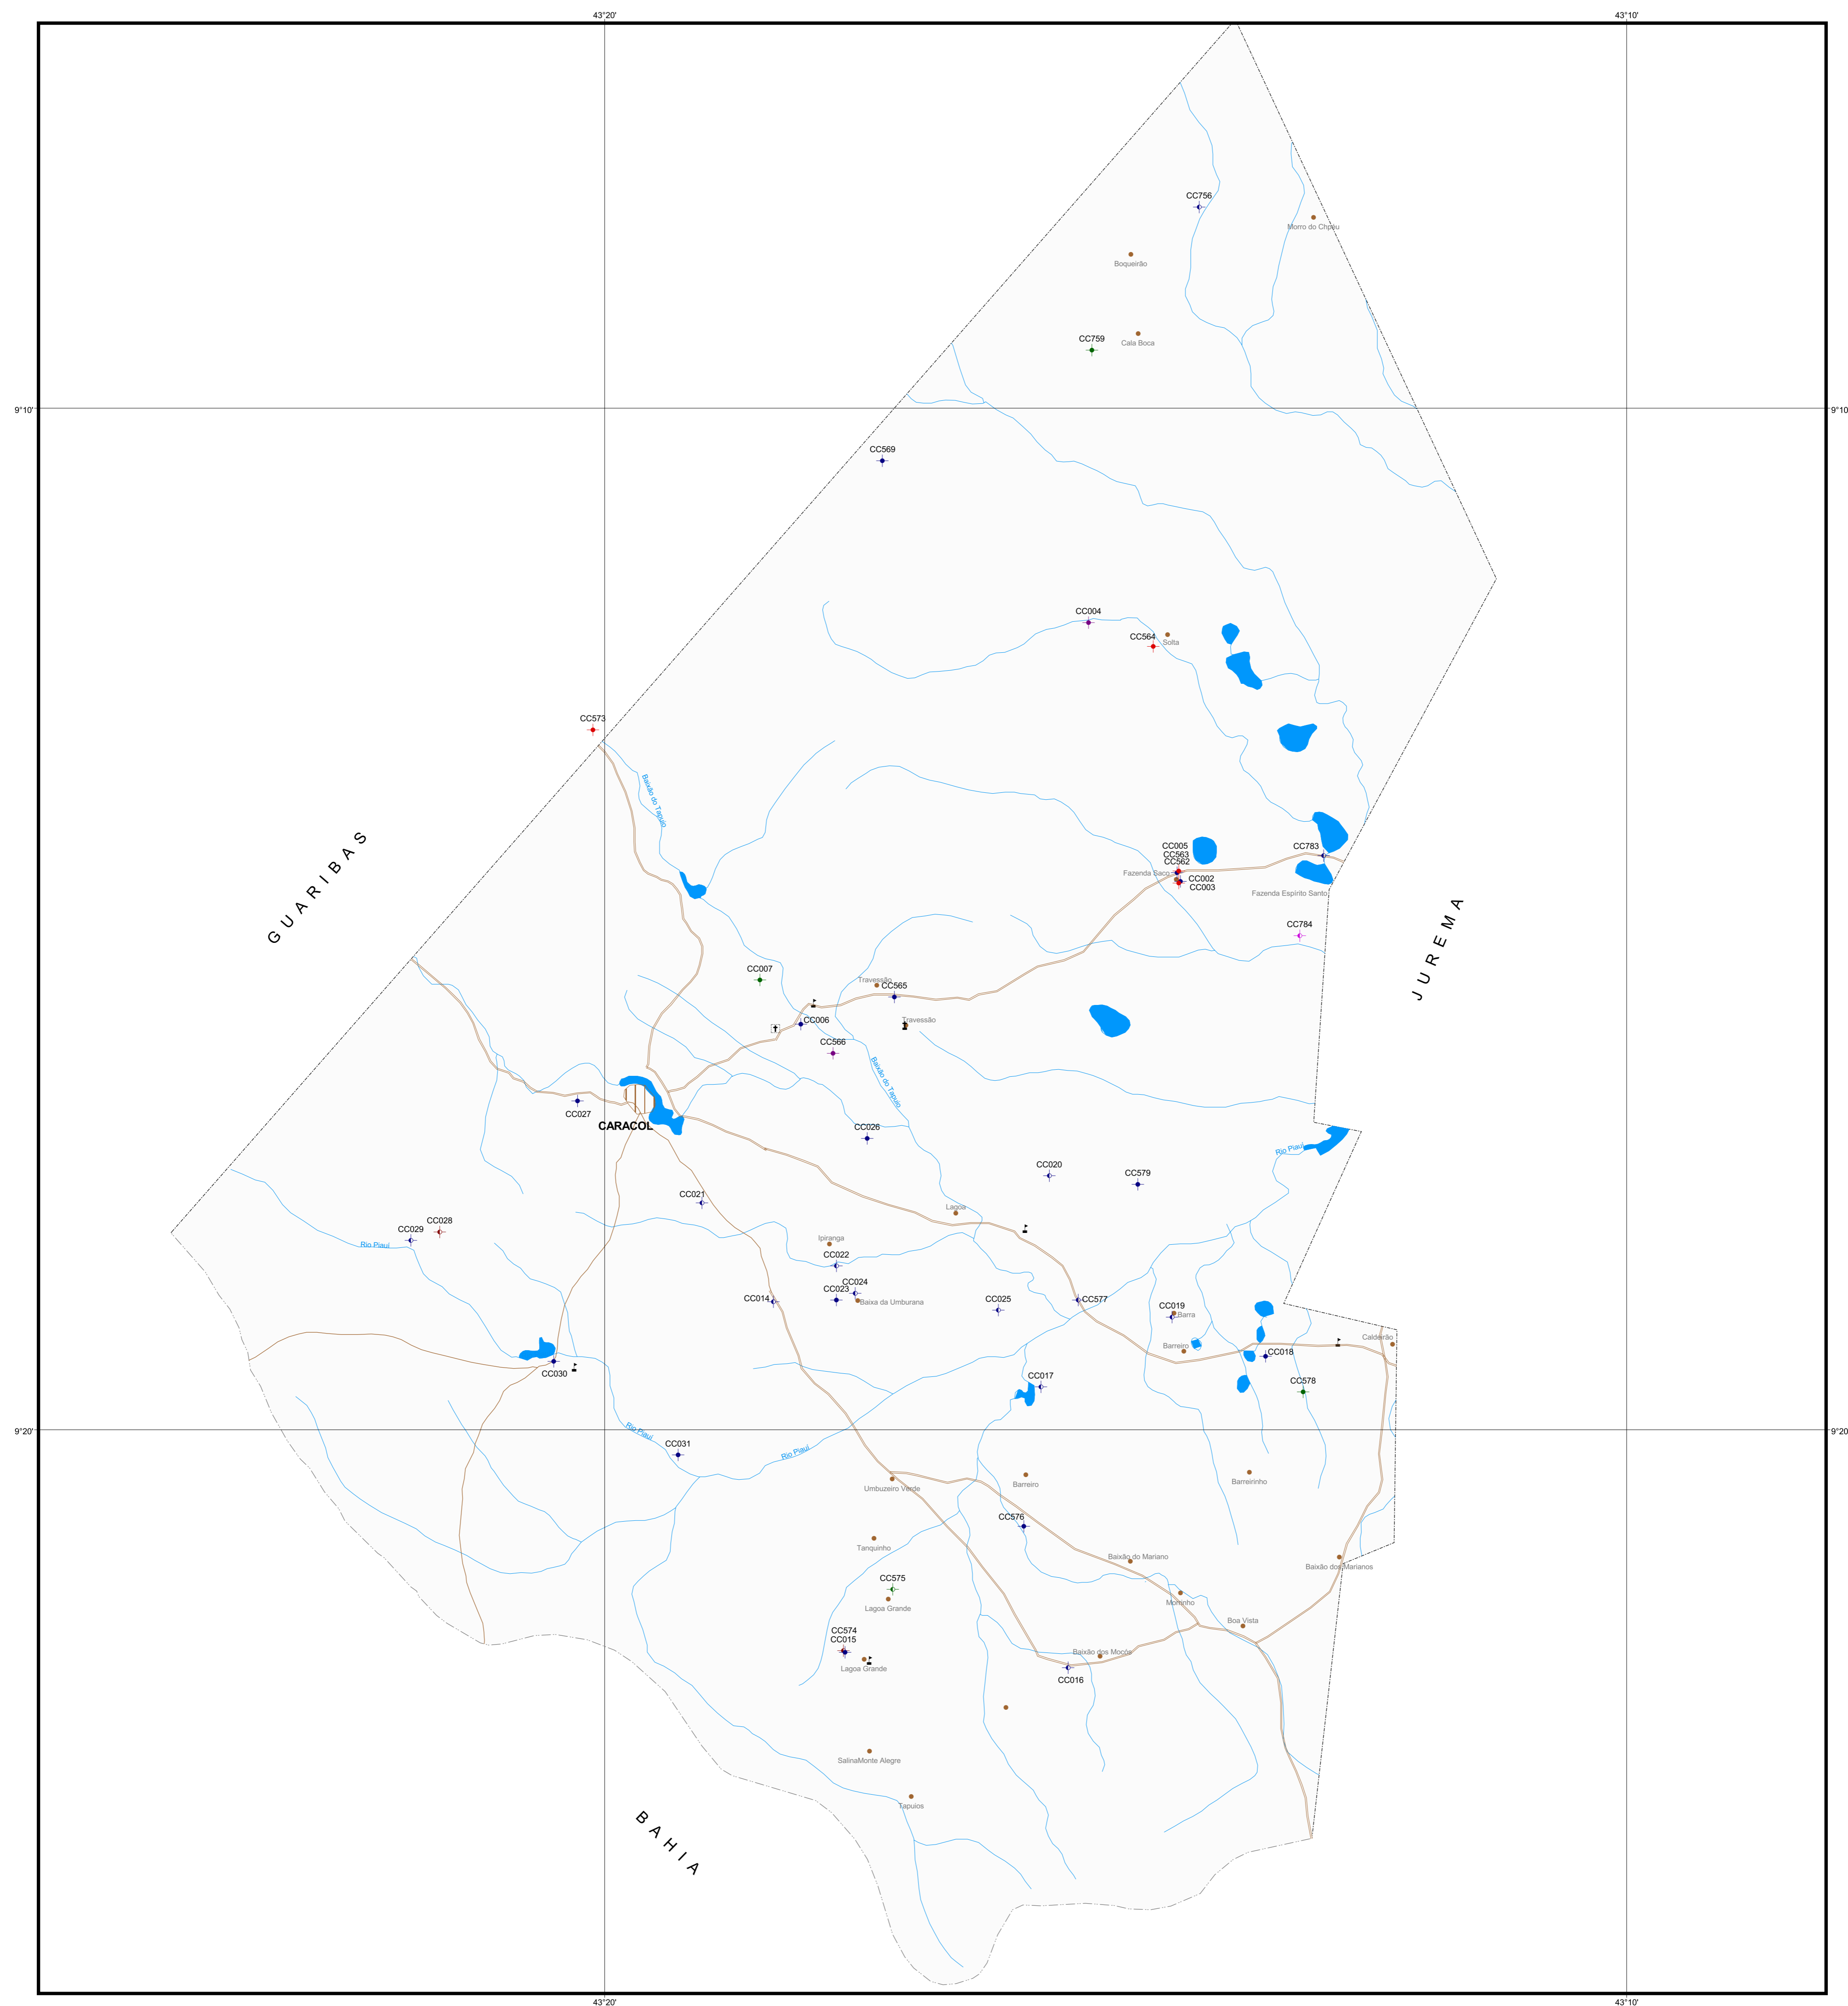 43°20'
43°10'
CC756
Morro do Chpéu
Boqueirão
CC759
Cala Boca
9°10'
9°10'
CC569
CC004
CC564
Solta
CC573
Baixão do Tapuio
GUARIBAS
CC005
CC563
CC562
CC783
Fazenda Saco
CC002
CC003
Fazenda Espírito Santo
JUREMA
CC784
CC007
Travessão
CC565
CC006
Travessão
CC566
Baixão do Tapuio
CC027
CARACOL
CC026
Rio Piauí
CC020
CC579
CC021
Lagoa
CC028
CC029
Rio Piauí
Ipiranga
CC022
CC024
CC023
CC014
Baixa da Umburana
CC025
CC577
CC019
Barra
Barreiro
Caldeirão
CC018
CC030
CC017
CC578
9°20'
9°20'
Rio Piauí
CC031
Rio Piauí
Barreiro
Barreirinho
Umbuzeiro Verde
CC576
Tanquinho
Baixão do Mariano
Baixão dos Marianos
CC575
Lagoa Grande
Morrinho
Boa Vista
CC574
CC015
Lagoa Grande
Baixão dos Mocós
CC016
SalinaMonte Alegre
Tapuios
BAHIA
43°20'
43°10'